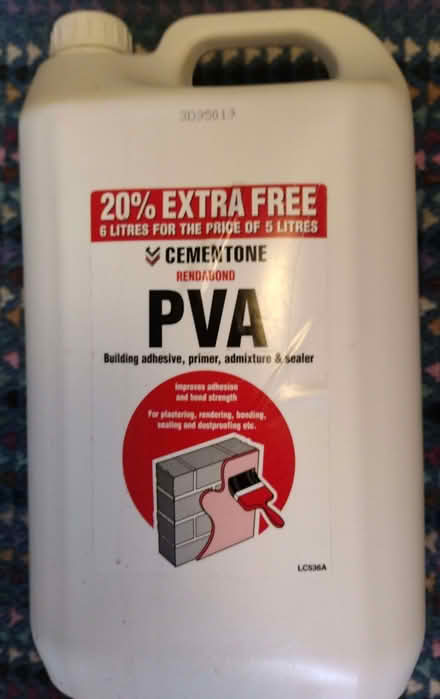 3D95613
20% EXTRA FREE
6 LITRES FOR THE PRICE OF 5 LITRES
CEMENTONE
RENDABOND
PVA
Building adhesive, primer, admixture & sealer
Improves adhesion
and bond strength
For plastering, rendering, bonding,
sealing and dustproofing etc.
LC536A